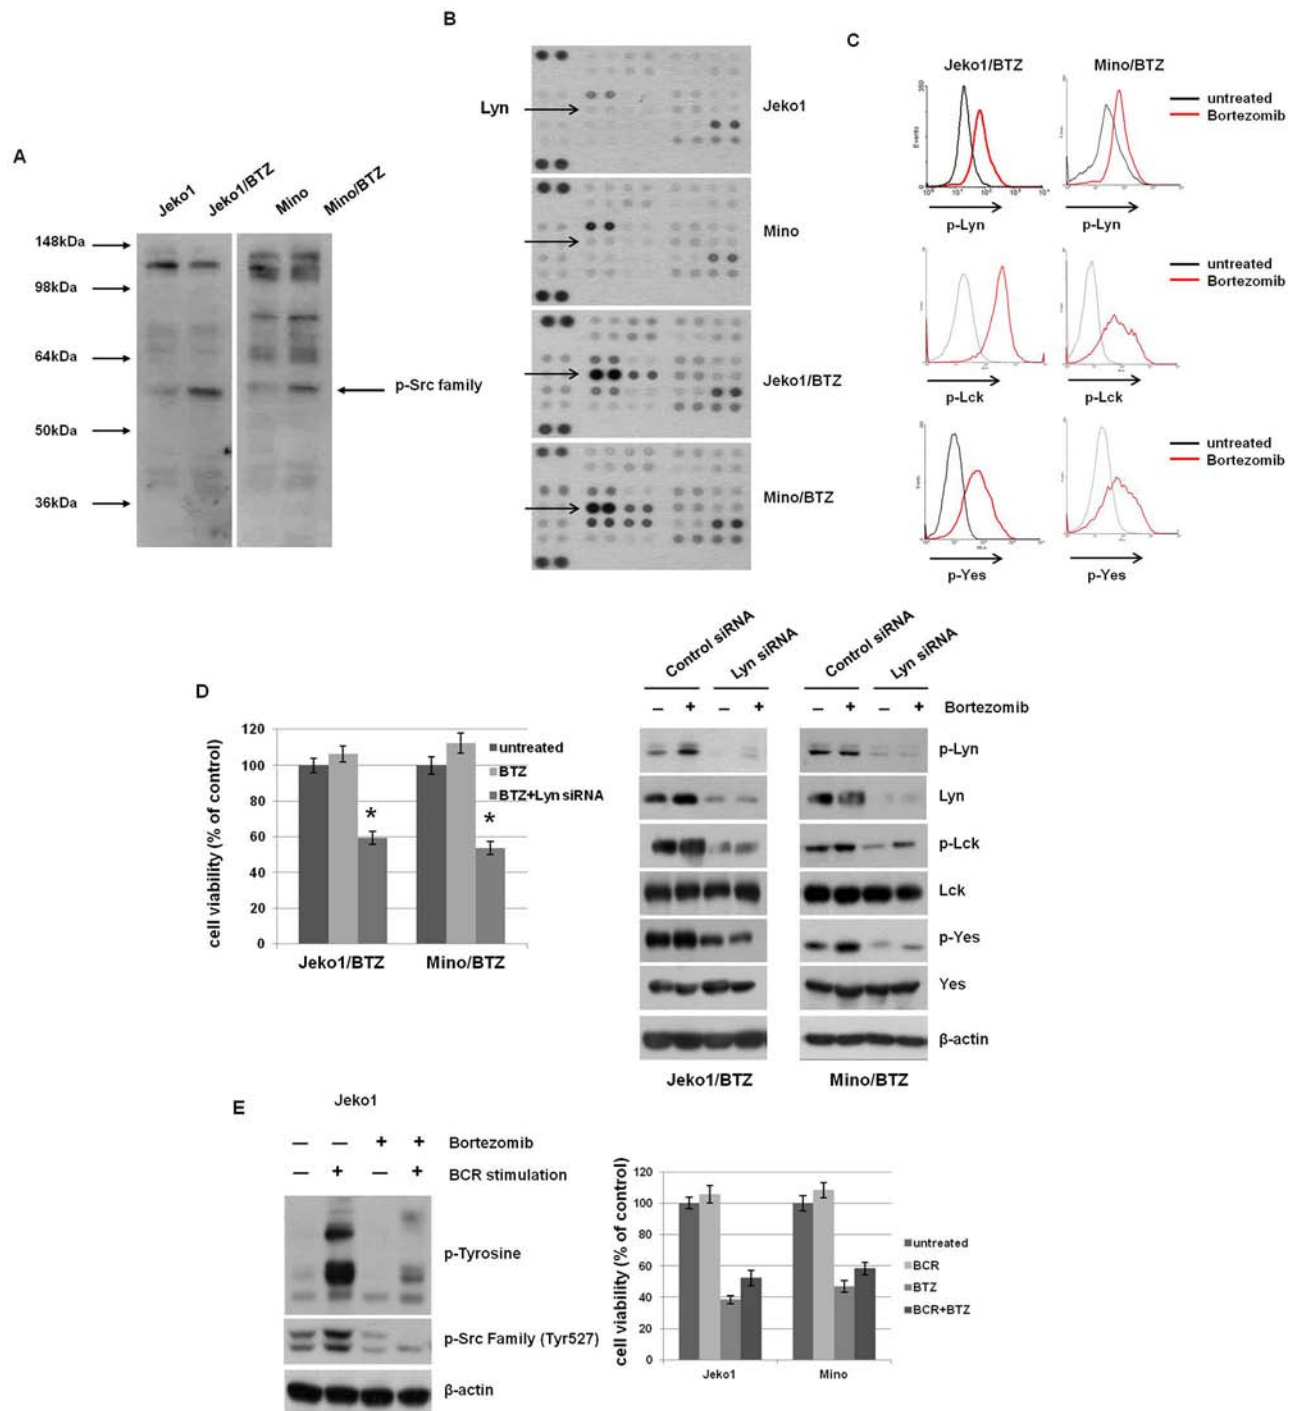 A
Jeko1 Jeko1/BTZ Mino Mino/BTZ
148kDa
98kDa
64kDa
50kDa
36kDa
p-Src family
B
Lyn
Jeko1
Mino
Jeko1/BTZ
Mino/BTZ
C
Jeko1/BTZ Mino/BTZ
untreated
Bortezomib
Events
p-Lyn p-Lyn
untreated
Bortezomib
p-Lck p-Lck
untreated
Bortezomib
Events
p-Yes p-Yes
D
cell viability (% of control)
120
100
80
60
40
20
0
untreated
BTZ
BTZ+Lyn siRNA
* *
Jeko1/BTZ Mino/BTZ
Control siRNA Lyn siRNA Control siRNA Lyn siRNA
– + – + – + – + Bortezomib
p-Lyn
Lyn
p-Lck
Lck
p-Yes
Yes
β-actin
Jeko1/BTZ Mino/BTZ
E
Jeko1
— — + + Bortezomib
— + — + BCR stimulation
p-Tyrosine
p-Src Family (Tyr527)
β-actin
cell viability (% of control)
120
100
80
60
40
20
0
untreated
BCR
BTZ
BCR+BTZ
Jeko1 Mino